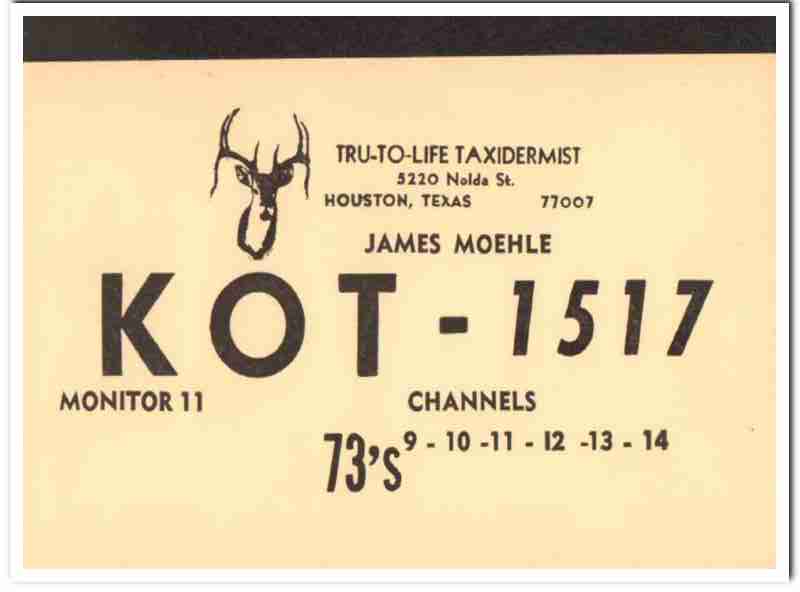 TRU-TO-LIFE TAXIDERMIST
5220 Nolda St.
HOUSTON, TEXAS 77007
JAMES MOEHLE
KOT - 1517
MONITOR 11 CHANNELS
73's 9 - 10 -11 - 12 -13 - 14